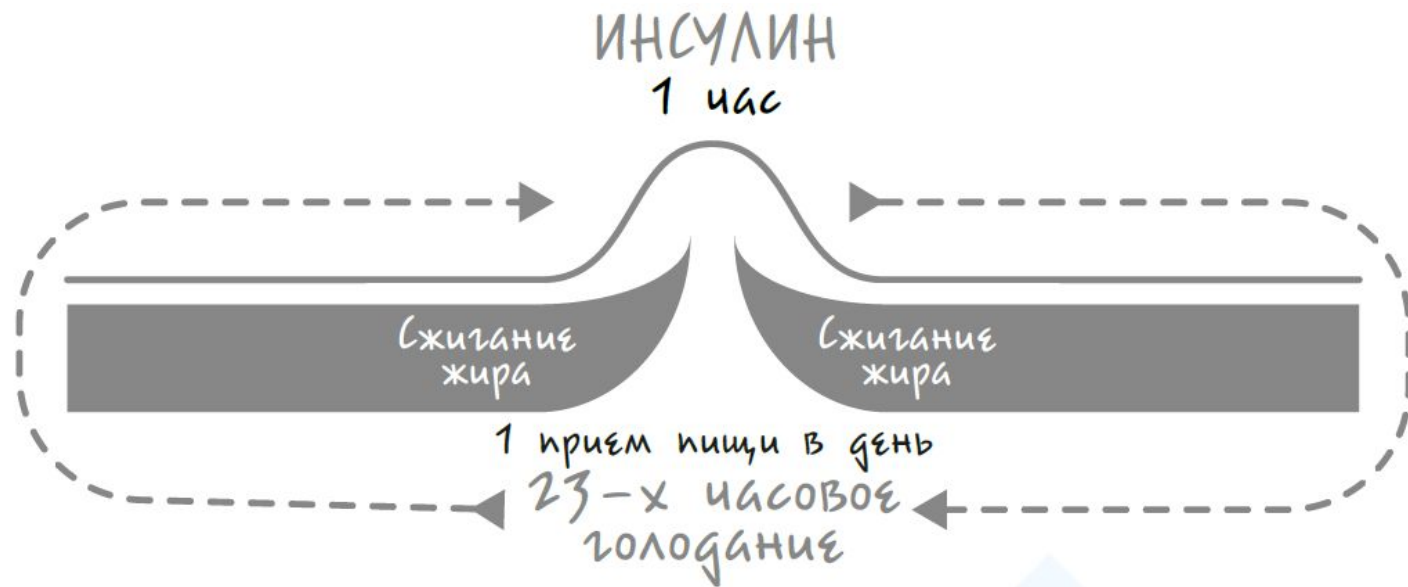 ИНСУЛИН
1 час
Сжигание
жира
Сжигание
жира
1 прием пищи в день
23-х часовое
голодание